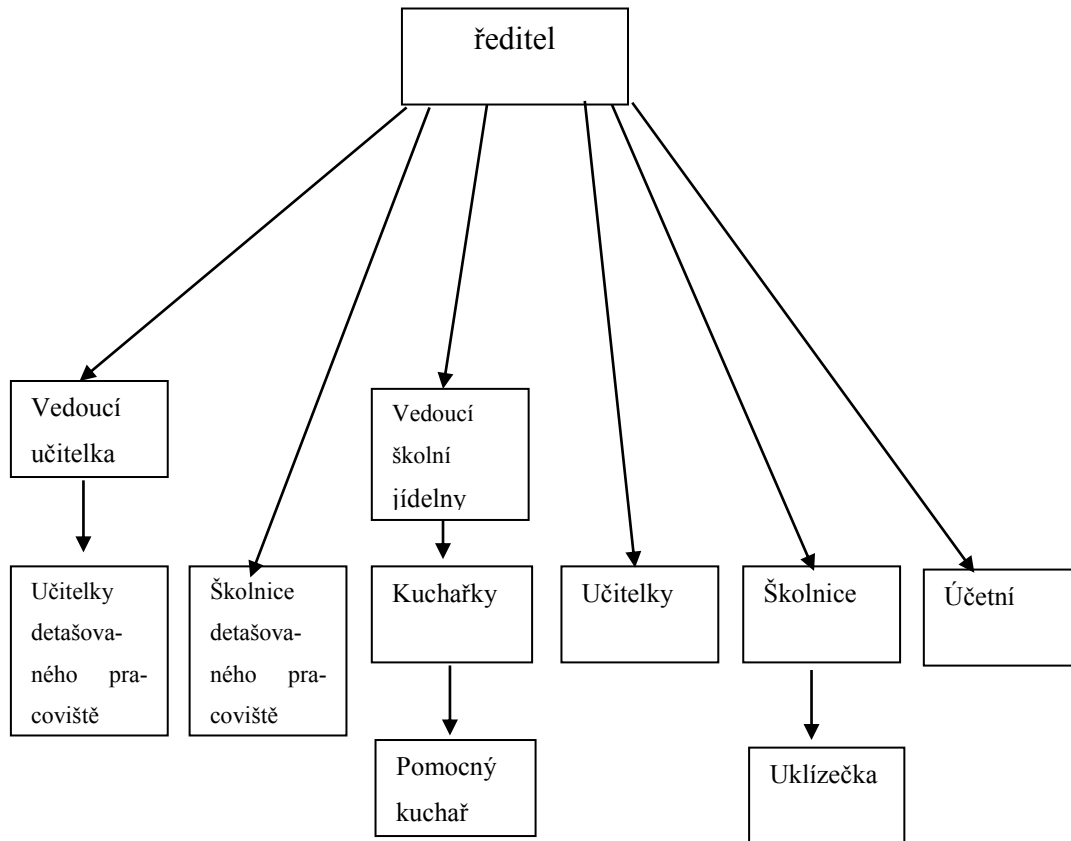 ředitel
Vedoucí
učitelka
Vedoucí
školní
jídelny
Učitelky
detašova-
ného pra-
coviště
Školnice
detašova-
ného pra-
coviště
Kuchařky
Učitelky
Školnice
Účetní
Pomocný
kuchař
Uklízečka